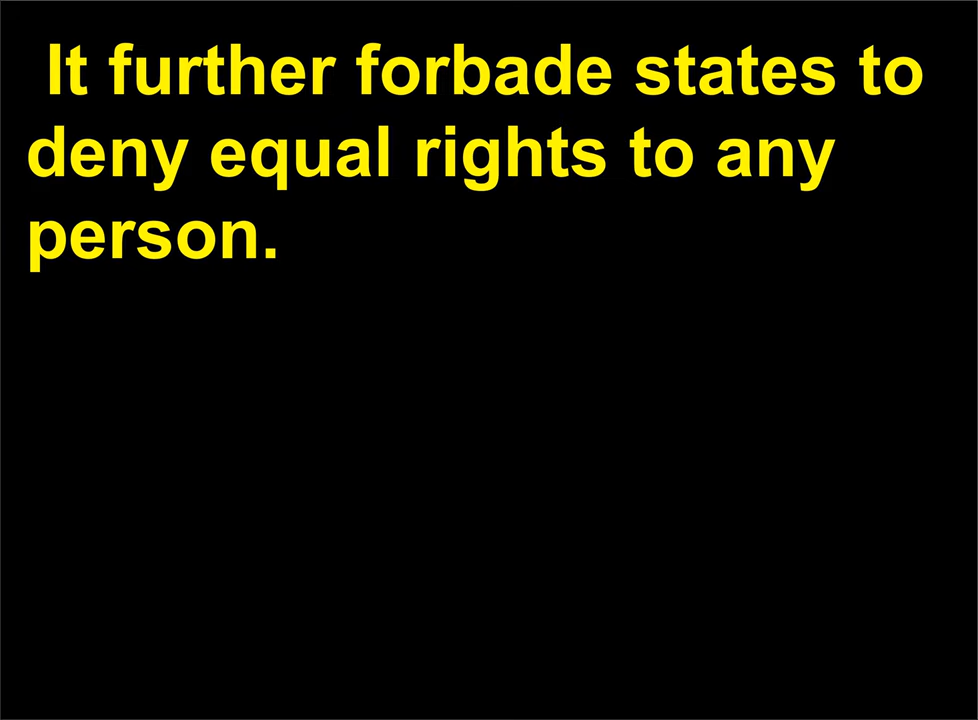 It further forbade states to
deny equal rights to any
person.